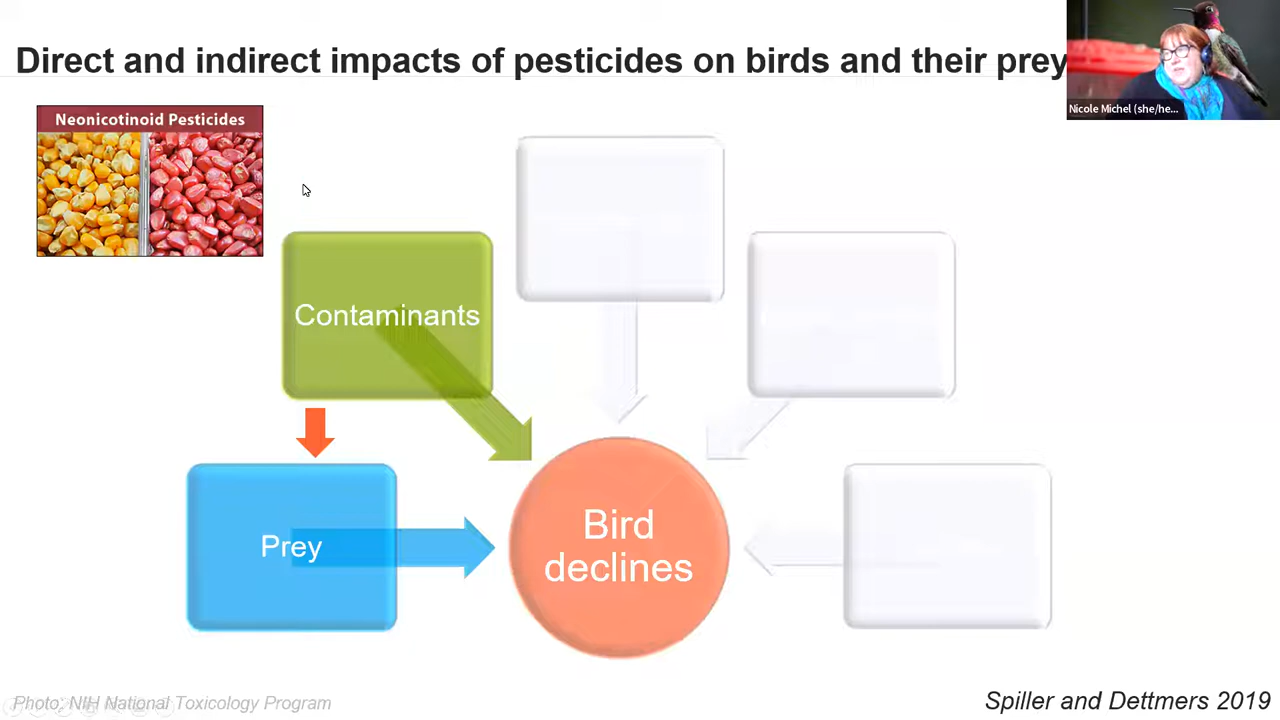 Direct and indirect impacts of pesticides on birds and their prey
Nicole Michel (she/he...
Neonicotinoid Pesticides
Contaminants
Prey
Bird
declines
Photo: NIH National Toxicology Program
Spiller and Dettmers 2019